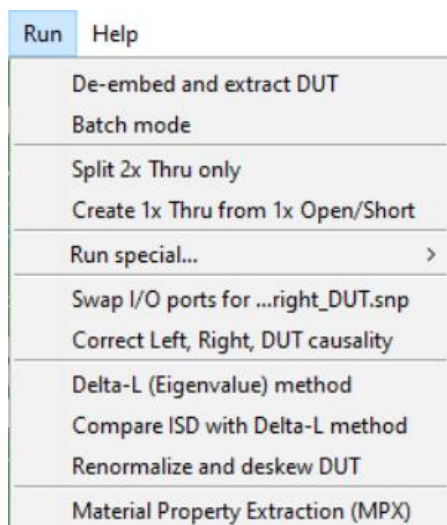 Run Help
De-embed and extract DUT
Batch mode
Split 2x Thru only
Create 1x Thru from 1x Open/Short
Run special... >
Swap I/O ports for ...right_DUT.snp
Correct Left, Right, DUT causality
Delta-L (Eigenvalue) method
Compare ISD with Delta-L method
Renormalize and deskew DUT
Material Property Extraction (MPX)